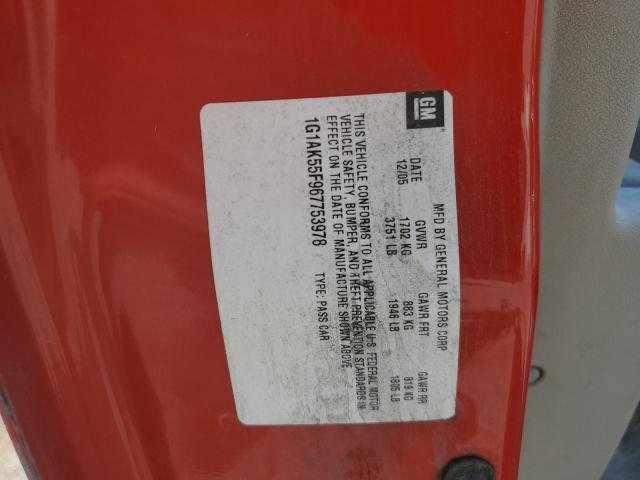 GM
MFD BY GENERAL MOTORS CORP
DATE GVWR GAWR FRT GAWR RR
12/05 1702 KG 883 KG 819 KG
3751 LB 1946 LB 1805 LB
THIS VEHICLE CONFORMS TO ALL APPLICABLE U.S. FEDERAL MOTOR
VEHICLE SAFETY, BUMPER, AND THEFT PREVENTION STANDARDS IN
EFFECT ON THE DATE OF MANUFACTURE SHOWN ABOVE.
1G1AK55F967753978 TYPE: PASS CAR